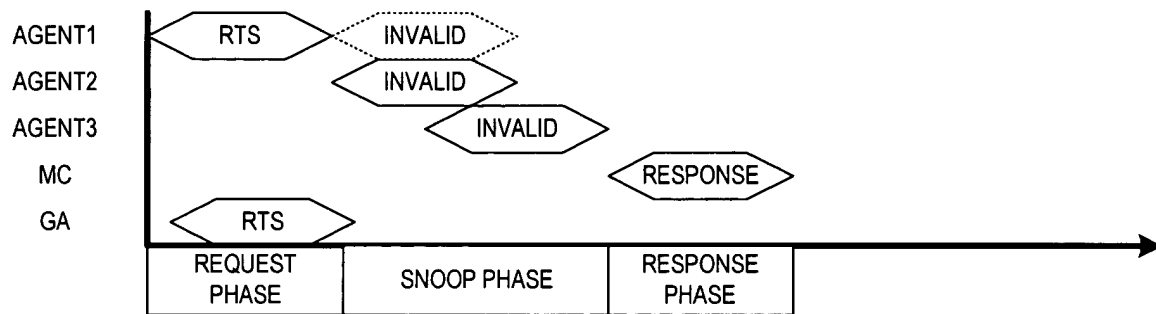 AGENT1 RTS INVALID
AGENT2 INVALID
AGENT3 INVALID
MC RESPONSE
GA RTS
REQUEST PHASE
SNOOP PHASE
RESPONSE PHASE